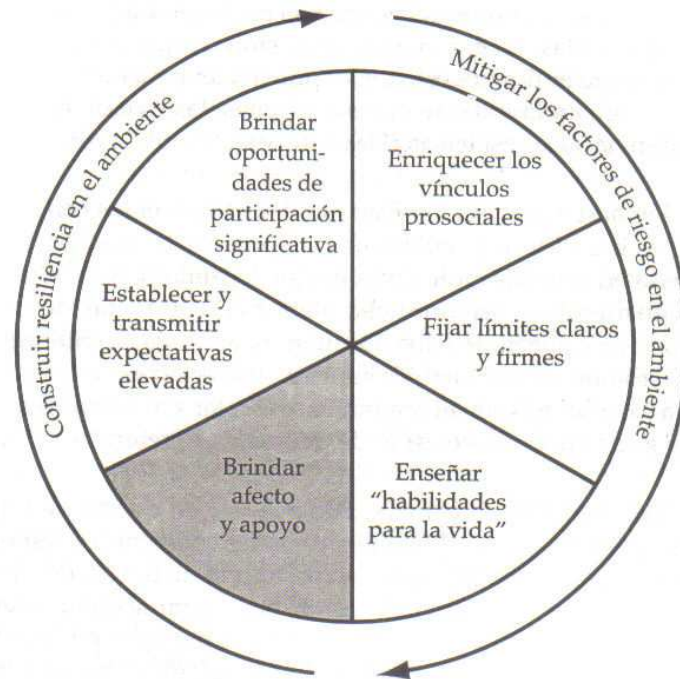 Construir resiliencia en el ambiente
Mitigar los factores de riesgo en el ambiente
Brindar
oportuni-
dades de
participación
significativa
Enriquecer los
vínculos
prosociales
Establecer y
transmitir
expectativas
elevadas
Fijar límites claros
y firmes
Brindar
afecto
y apoyo
Enseñar
“habilidades
para la vida”